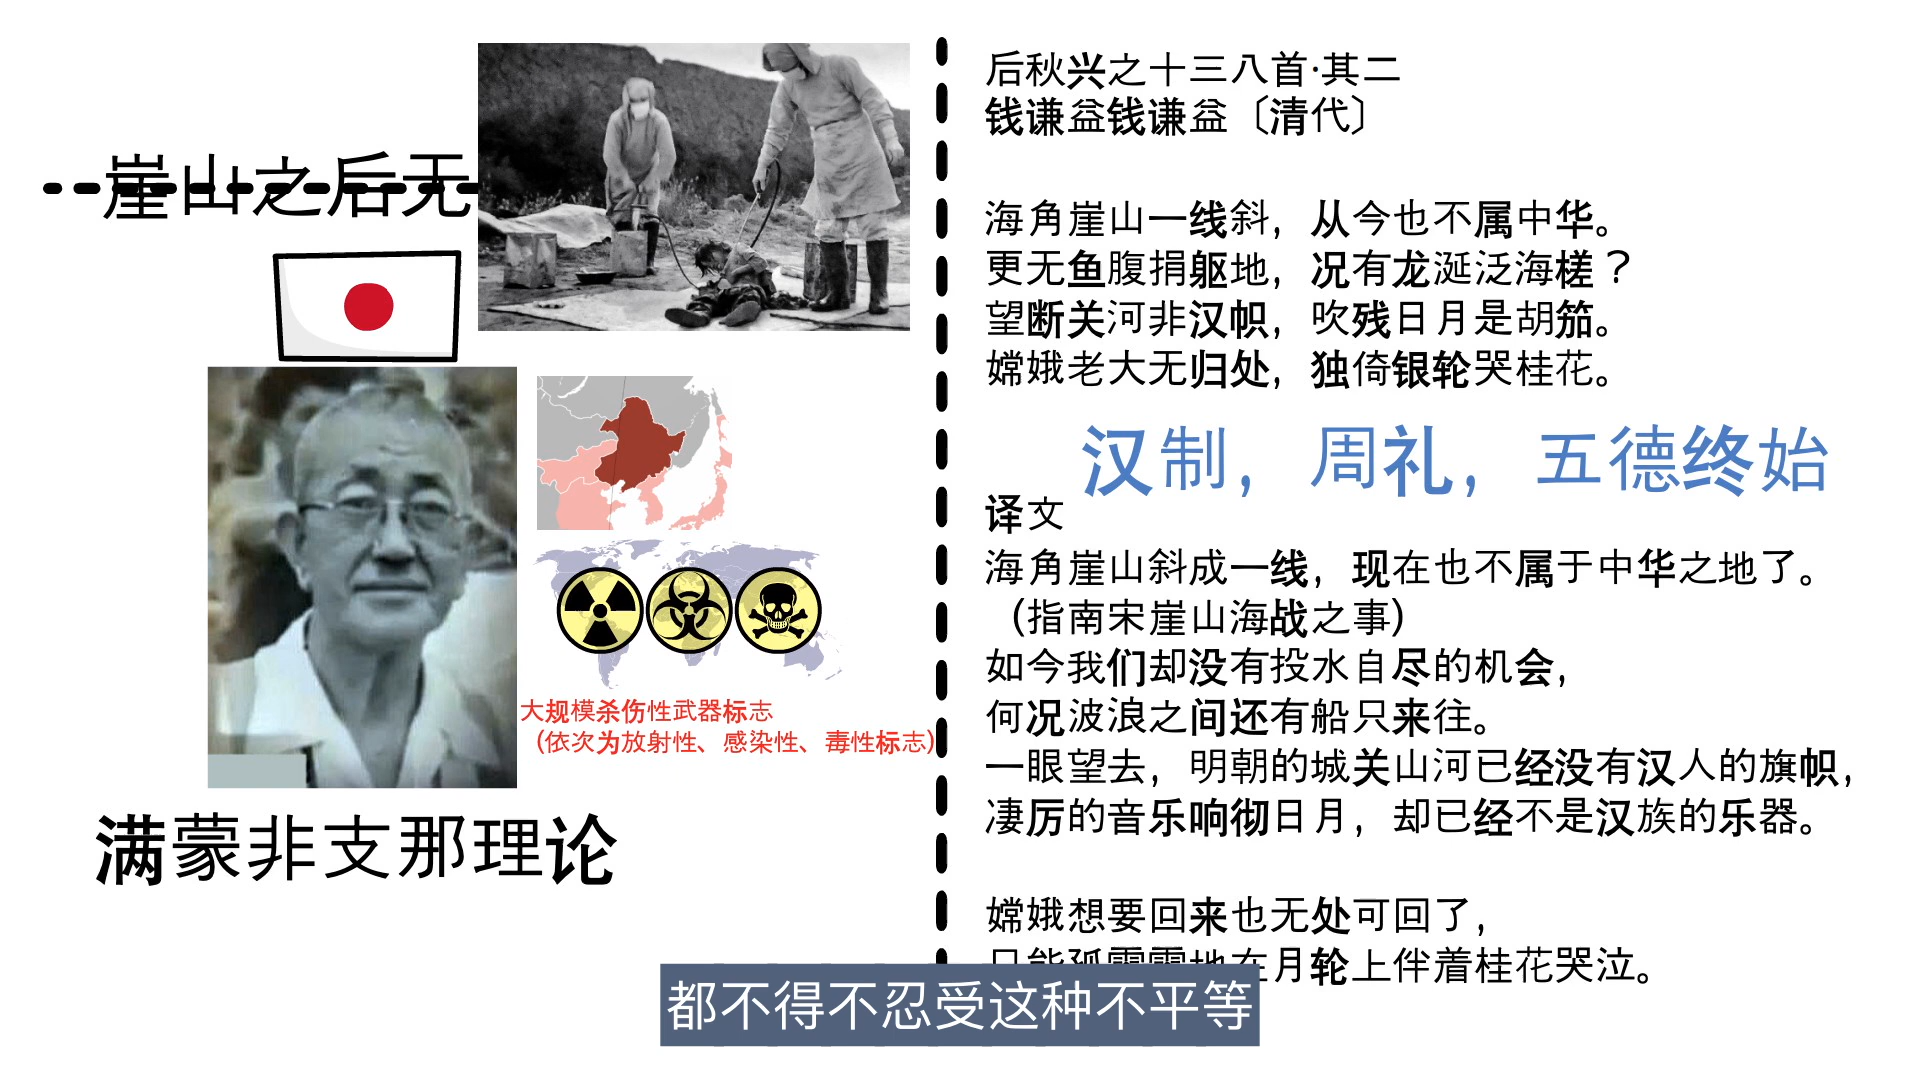 崖山之后无
满蒙非支那理论
大规模杀伤性武器标志
（依次为放射性、感染性、毒性标志）
后秋兴之十三八首·其二
钱谦益钱谦益〔清代〕
海角崖山一线斜，从今也不属中华。
更无鱼腹捐躯地，况有龙涎泛海槎？
望断关河非汉帜，吹残日月是胡笳。
嫦娥老大无归处，独倚银轮哭桂花。
汉制，周礼，五德终始
译文
海角崖山斜成一线，现在也不属于中华之地了。
（指南宋崖山海战之事）
如今我们却没有投水自尽的机会，
何况波浪之间还有船只来往。
一眼望去，明朝的城关山河已经没有汉人的旗帜，
凄厉的音乐响彻日月，却已经不是汉族的乐器。
嫦娥想要回来也无处可回了，
只能孤零零地在月轮上伴着桂花哭泣。
都不得不忍受这种不平等